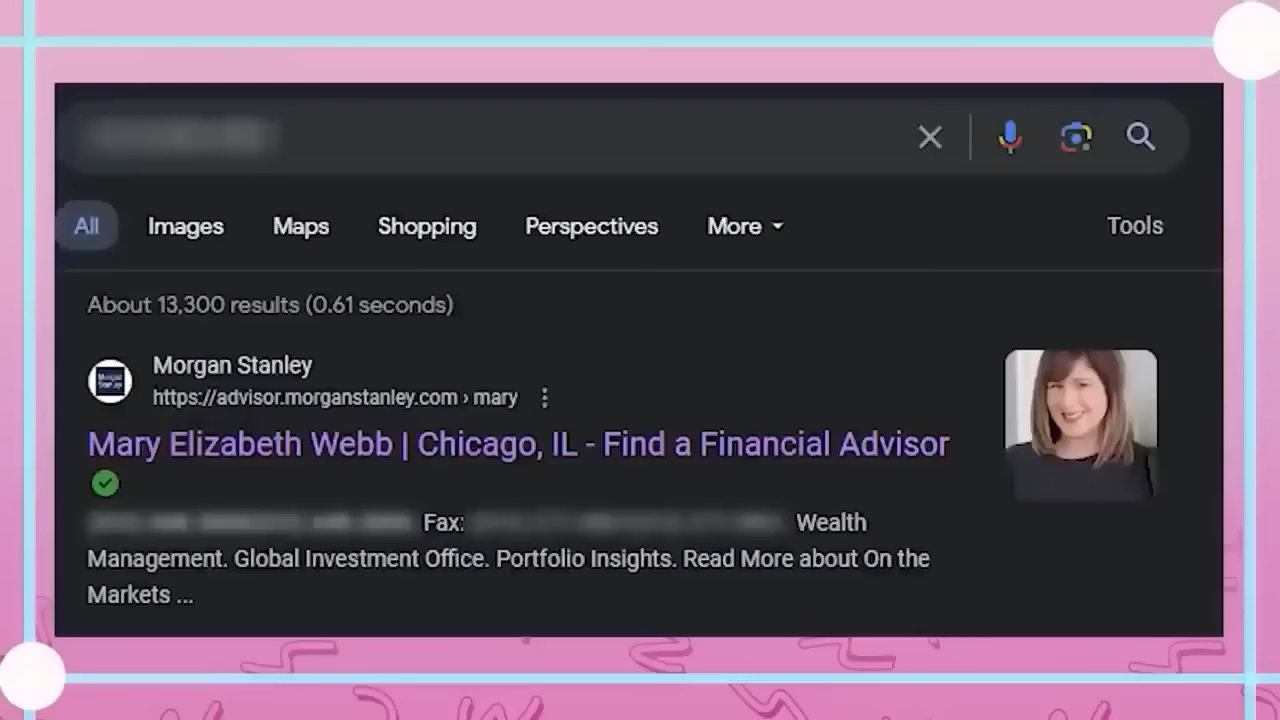 All Images Maps Shopping Perspectives More Tools
About 13,300 results (0.61 seconds)
Morgan Stanley
https://advisor.morganstanley.com › mary
Mary Elizabeth Webb | Chicago, IL - Find a Financial Advisor
Fax: Wealth
Management. Global Investment Office. Portfolio Insights. Read More about On the
Markets ...